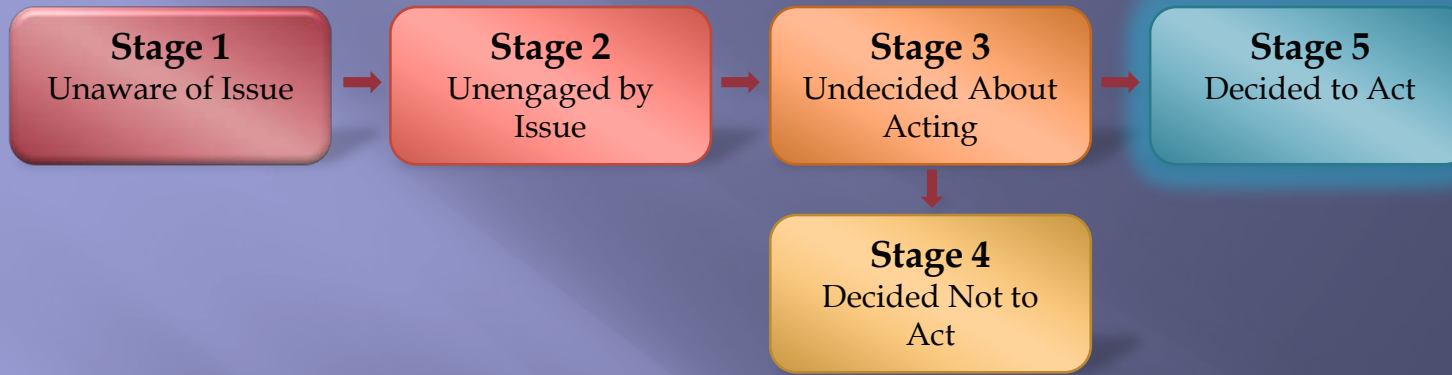 Stage 1
Unaware of Issue
Stage 2
Unengaged by
Issue
Stage 3
Undecided About
Acting
Stage 5
Decided to Act
Stage 4
Decided Not to
Act